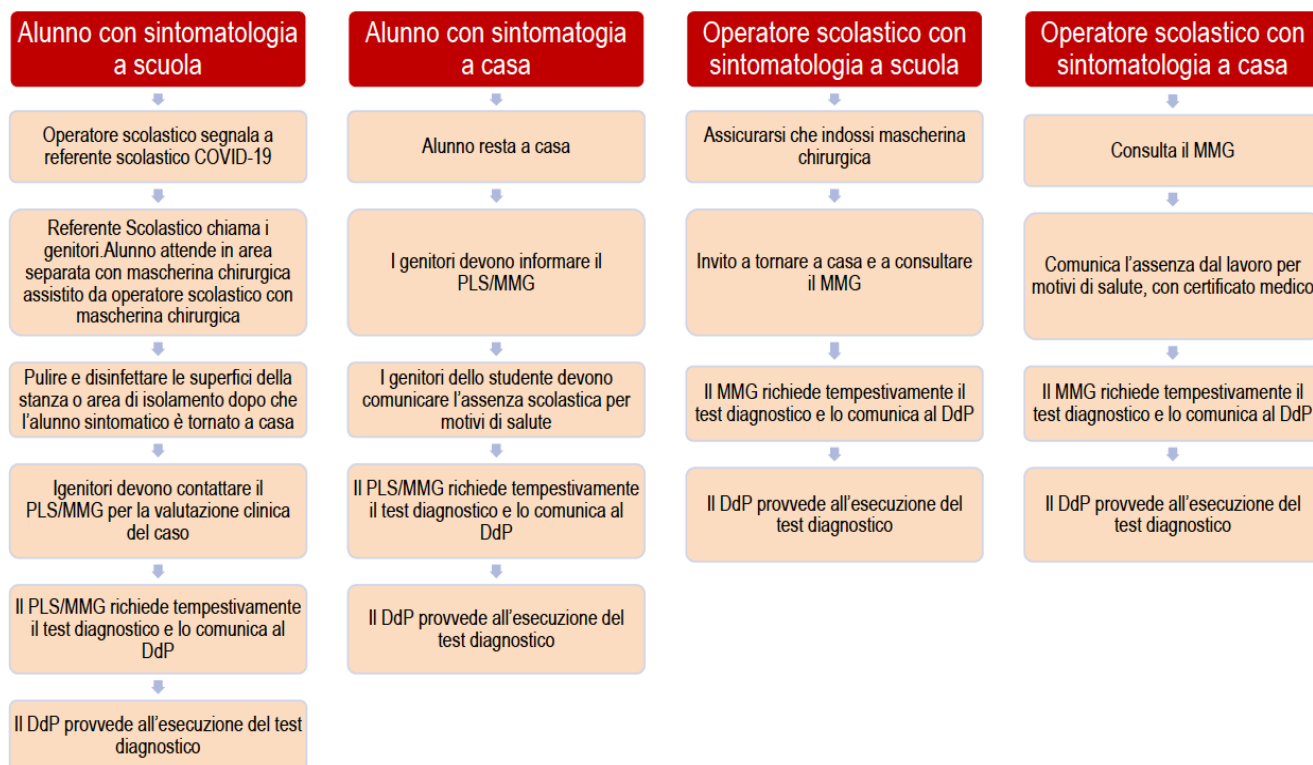 Alunno con sintomatologia
a scuola
Operatore scolastico segnala a
referente scolastico COVID-19
Referente Scolastico chiama i
genitori.Alunno attende in area
separata con mascherina chirurgica
assistito da operatore scolastico con
mascherina chirurgica
Pulire e disinfettare le superfici della
stanza o area di isolamento dopo che
l'alunno sintomatico è tornato a casa
Igenitori devono contattare il
PLS/MMG per la valutazione clinica
del caso
Il PLS/MMG richiede tempestivamente
il test diagnostico e lo comunica al
DdP
Il DdP provvede all'esecuzione del test
diagnostico
Alunno con sintomatogia
a casa
Alunno resta a casa
I genitori devono informare il
PLS/MMG
I genitori dello studente devono
comunicare l'assenza scolastica per
motivi di salute
Il PLS/MMG richiede tempestivamente
il test diagnostico e lo comunica al
DdP
Il DdP provvede all'esecuzione del
test diagnostico
Operatore scolastico con
sintomatologia a scuola
Assicurarsi che indossi mascherina
chirurgica
Invito a tornare a casa e a consultare
il MMG
Il MMG richiede tempestivamente il
test diagnostico e lo comunica al DdP
Il DdP provvede all'esecuzione del
test diagnostico
Operatore scolastico con
sintomatologia a casa
Consulta il MMG
Comunica l'assenza dal lavoro per
motivi di salute, con certificato medico
Il MMG richiede tempestivamente il
test diagnostico e lo comunica al DdP
Il DdP provvede all'esecuzione del
test diagnostico